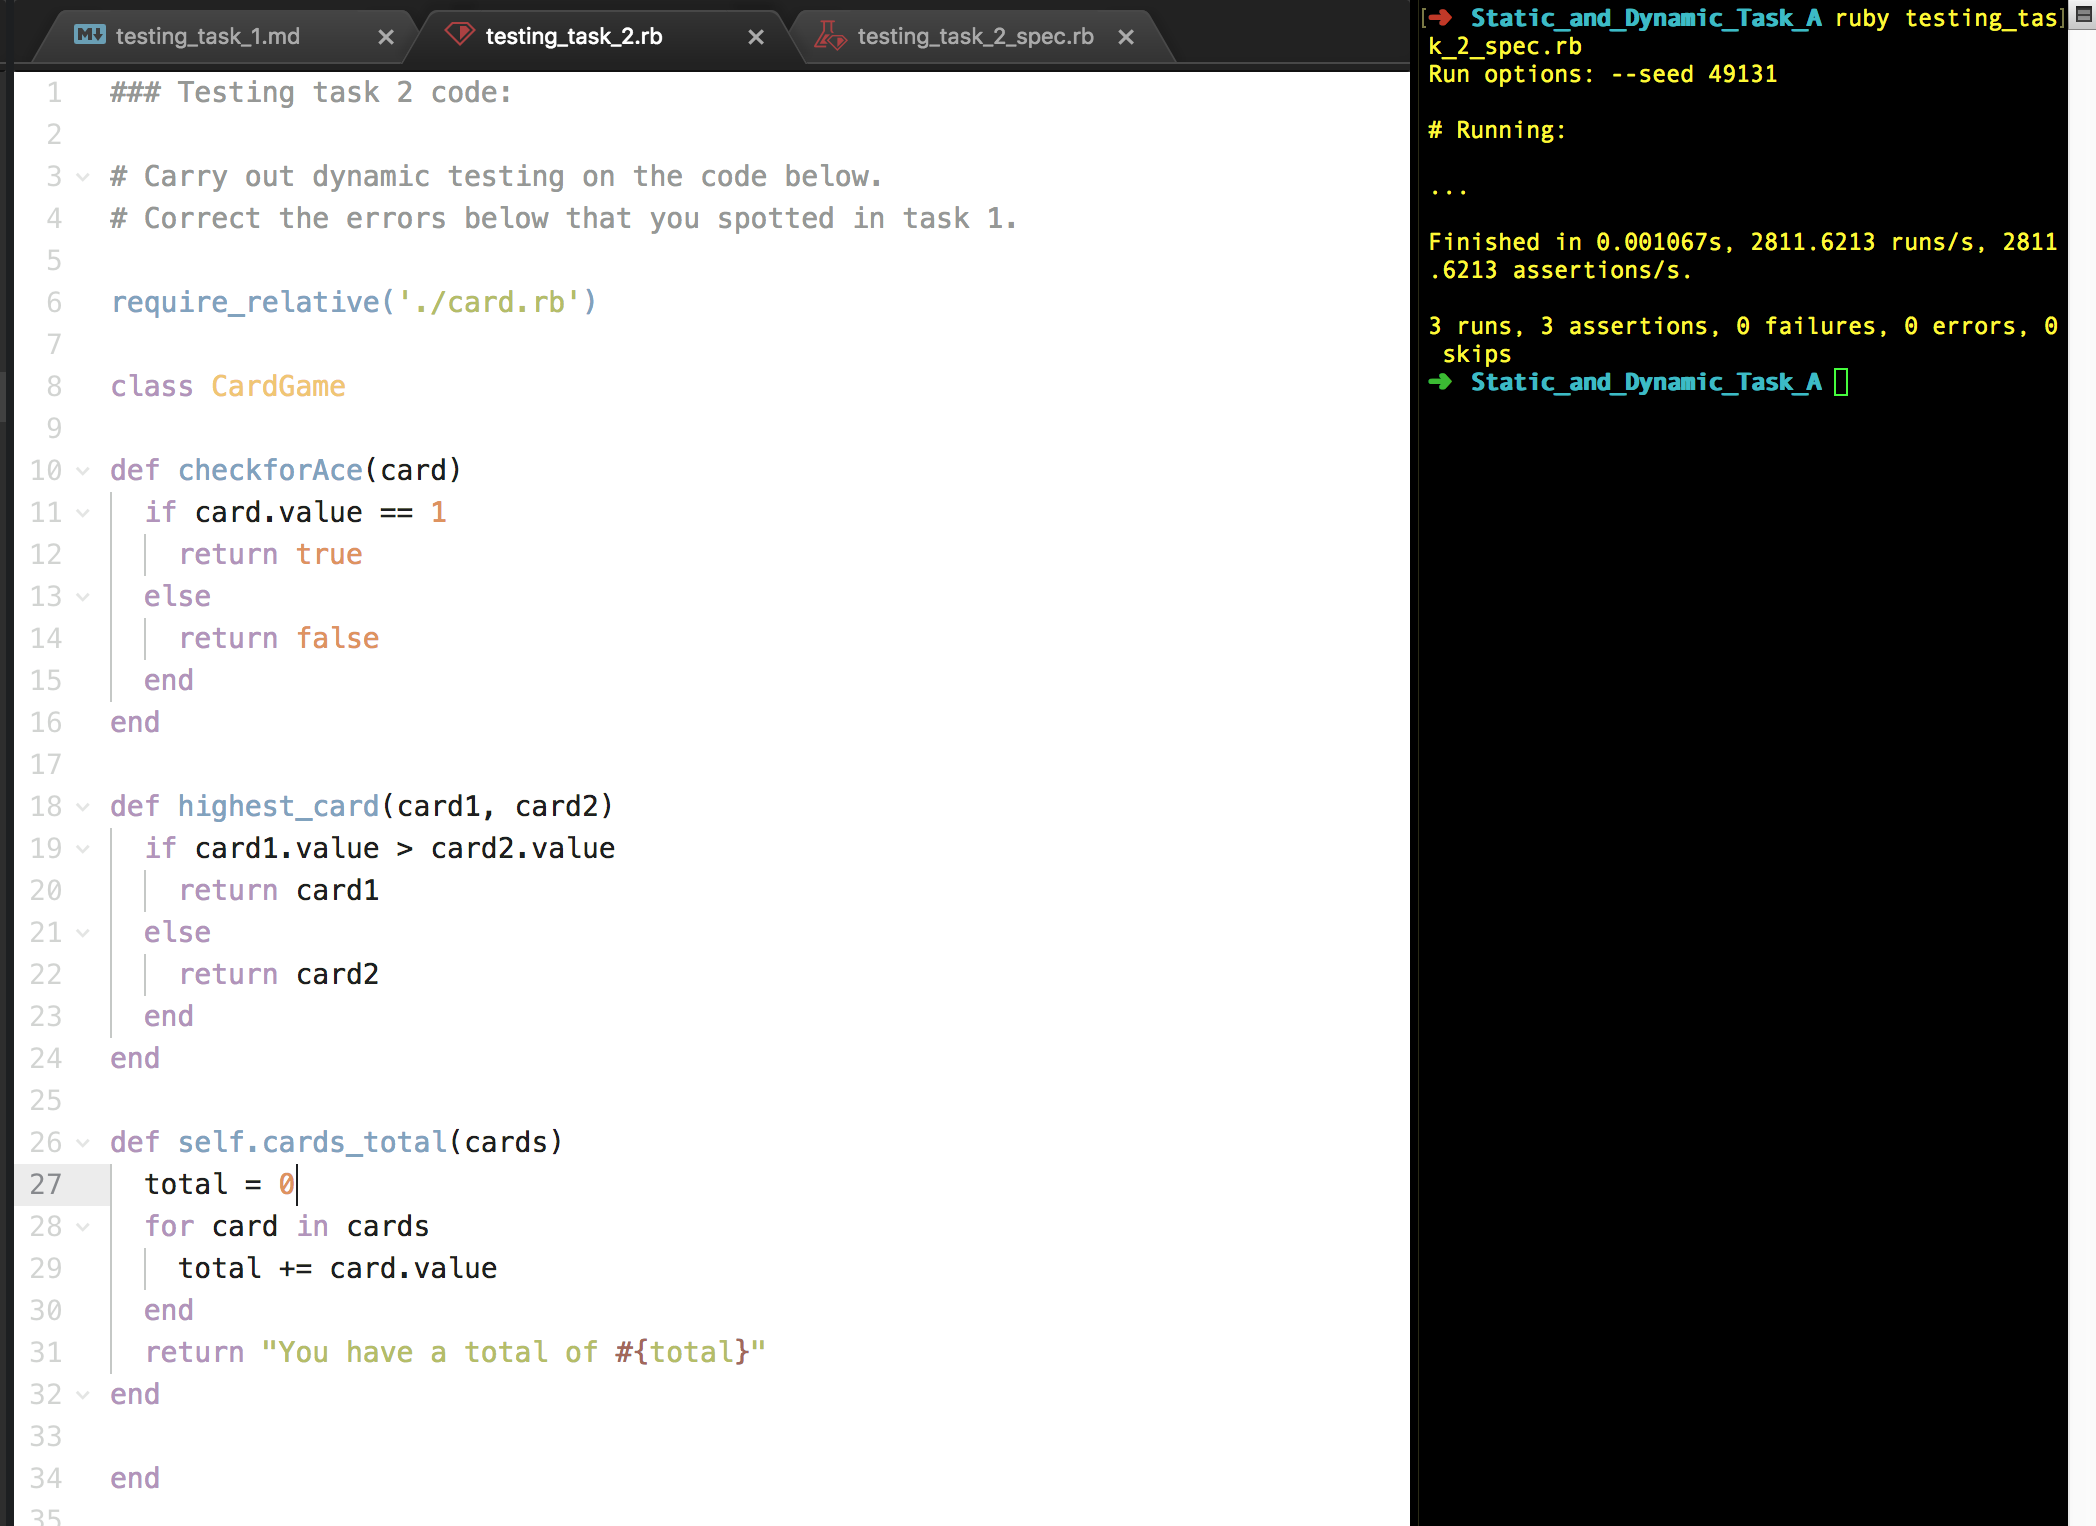 M↓ testing_task_1.md ×
testing_task_2.rb ×
testing_task_2_spec.rb ×
1 ### Testing task 2 code:
2
3 # Carry out dynamic testing on the code below.
4 # Correct the errors below that you spotted in task 1.
5
6 require_relative('./card.rb')
7
8 class CardGame
9
10 def checkforAce(card)
11   if card.value == 1
12     return true
13   else
14     return false
15   end
16 end
17
18 def highest_card(card1, card2)
19   if card1.value > card2.value
20     return card1
21   else
22     return card2
23   end
24 end
25
26 def self.cards_total(cards)
27   total = 0
28   for card in cards
29     total += card.value
30   end
31   return "You have a total of #{total}"
32 end
33
34 end
35
[➜ Static_and_Dynamic_Task_A ruby testing_tas]
k_2_spec.rb
Run options: --seed 49131
# Running:
...
Finished in 0.001067s, 2811.6213 runs/s, 2811
.6213 assertions/s.
3 runs, 3 assertions, 0 failures, 0 errors, 0
 skips
➜ Static_and_Dynamic_Task_A